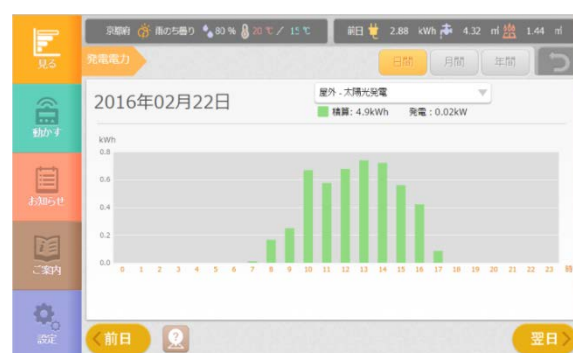 京都府 雨のち曇り 80 % 20 ℃ / 15 ℃ 前日 2.88 kWh 4.32 ㎥ 1.44 ㎥
見る
発電電力
日間 月間 年間
2016年02月22日
屋外 - 太陽光発電
積算: 4.9kWh 発電 : 0.02kW
動かす
kWh
0.8
0.6
0.4
0.2
0.0
0 1 2 3 4 5 6 7 8 9 10 11 12 13 14 15 16 17 18 19 20 21 22 23 時
お知らせ
ご案内
設定
前日
翌日